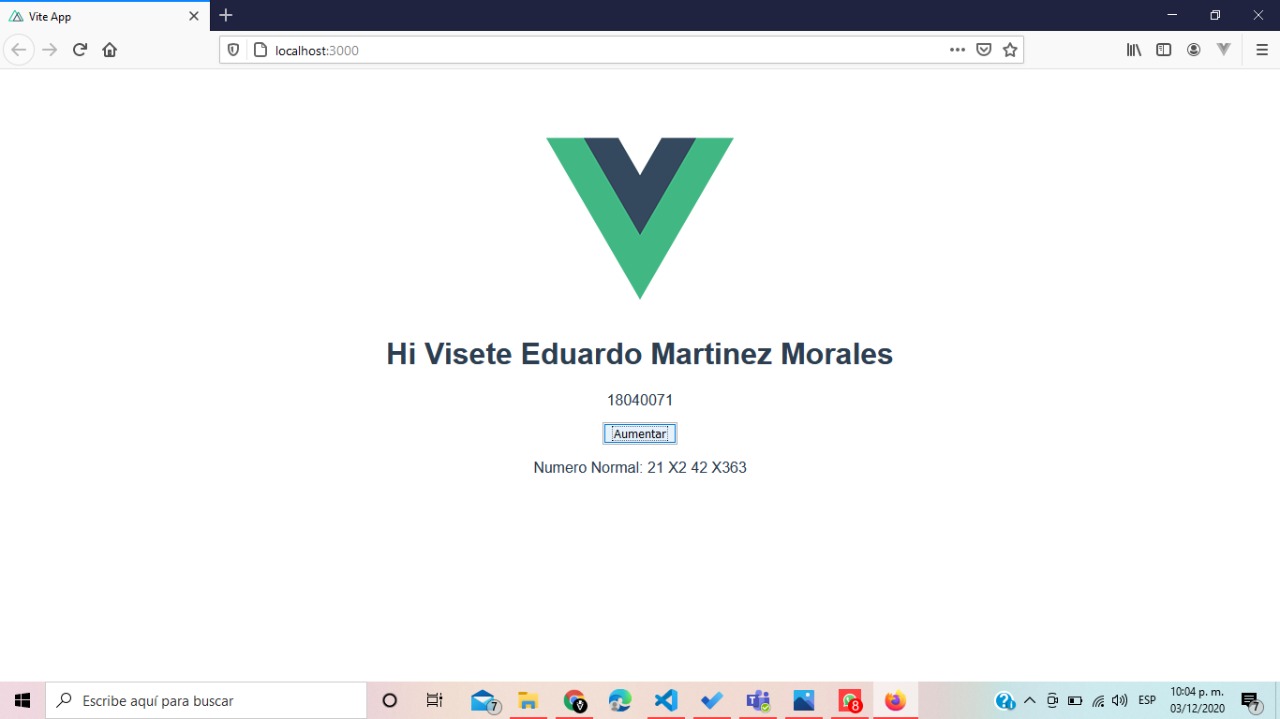 Vite App
localhost:3000
Hi Visete Eduardo Martinez Morales
18040071
Aumentar
Numero Normal: 21 X2 42 X363
Escribe aquí para buscar
7
8
ESP
10:04 p. m.
03/12/2020
7